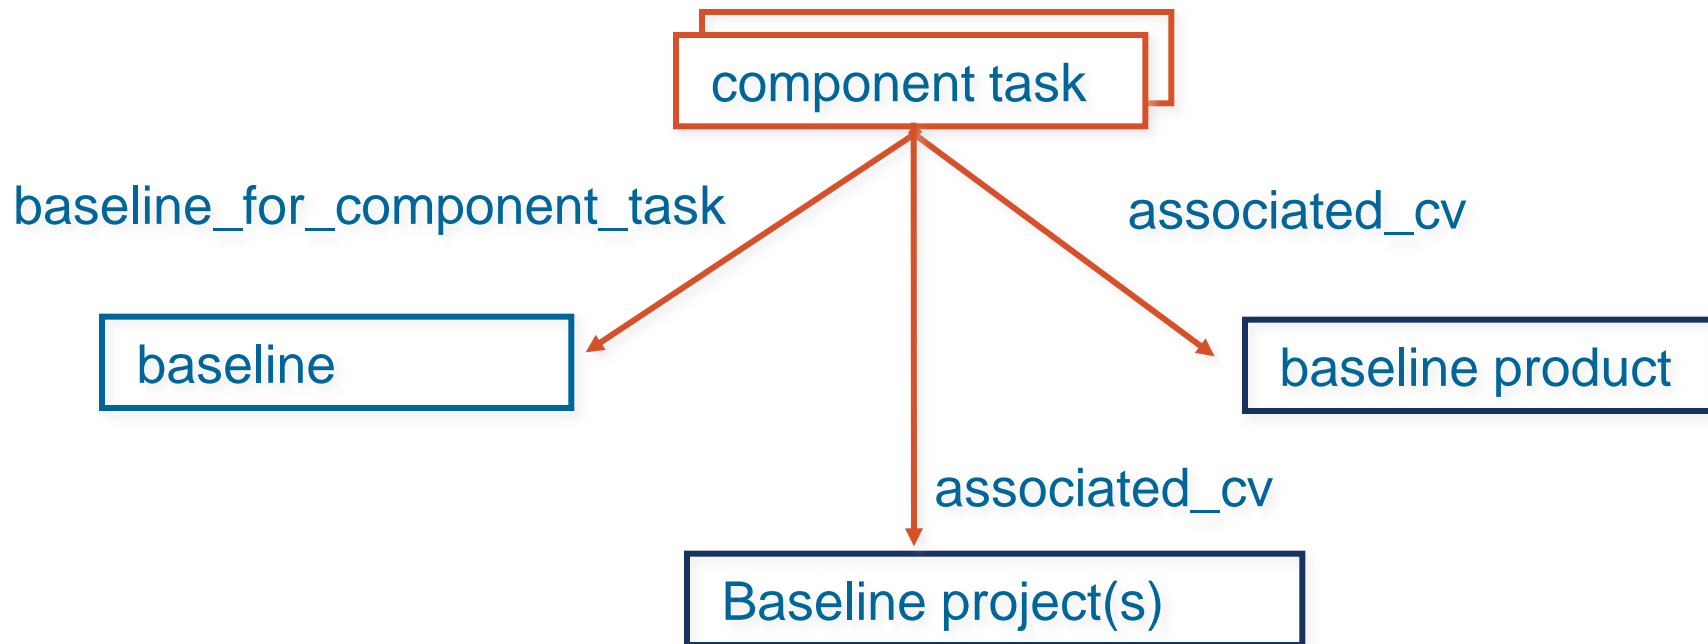 component task
baseline_for_component_task
associated_cv
baseline
baseline product
associated_cv
Baseline project(s)